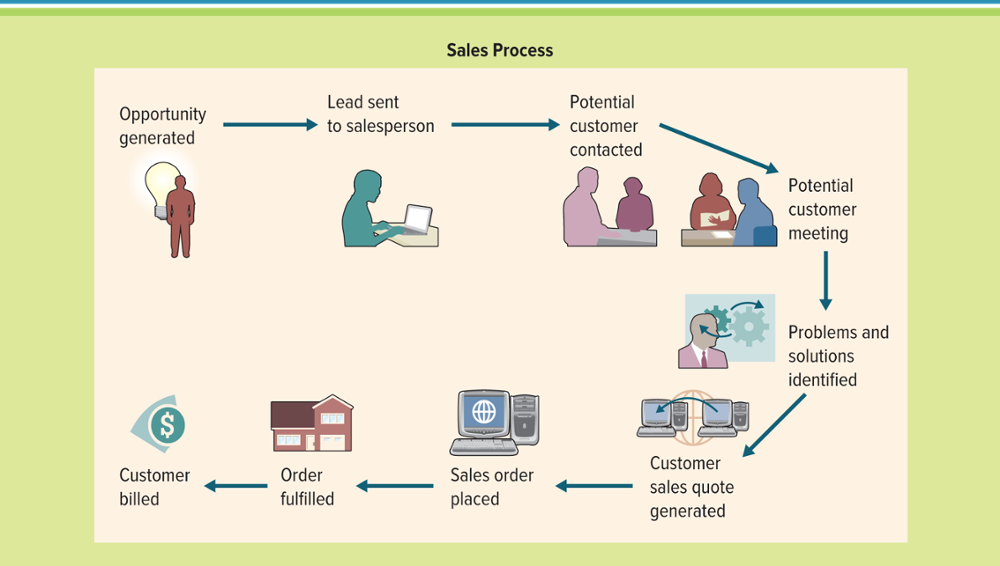 Sales Process
Opportunity
generated
Lead sent
to salesperson
Potential
customer
contacted
Potential
customer
meeting
Problems and
solutions
identified
Customer
sales quote
generated
Sales order
placed
Order
fulfilled
Customer
billed
$